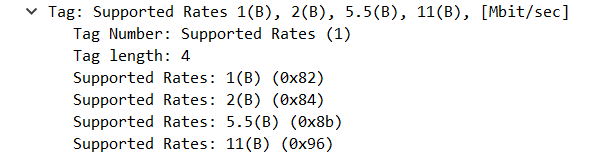 Tag: Supported Rates 1(B), 2(B), 5.5(B), 11(B), [Mbit/sec]
Tag Number: Supported Rates (1)
Tag length: 4
Supported Rates: 1(B) (0x82)
Supported Rates: 2(B) (0x84)
Supported Rates: 5.5(B) (0x8b)
Supported Rates: 11(B) (0x96)